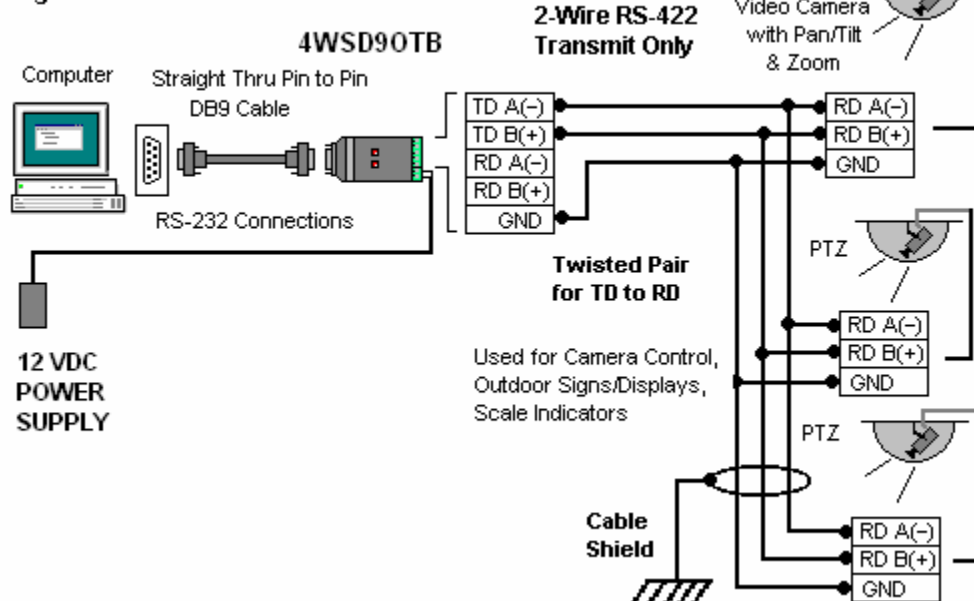 2-Wire RS-422
Transmit Only
Video Camera
with Pan/Tilt
& Zoom
4WSD9OTB
Computer
Straight Thru Pin to Pin
DB9 Cable
RS-232 Connections
TD A(-)
TD B(+)
RD A(-)
RD B(+)
GND
RD A(-)
RD B(+)
GND
12 VDC
POWER
SUPPLY
Twisted Pair
for TD to RD
PTZ
RD A(-)
RD B(+)
GND
Used for Camera Control,
Outdoor Signs/Displays,
Scale Indicators
PTZ
Cable
Shield
RD A(-)
RD B(+)
GND